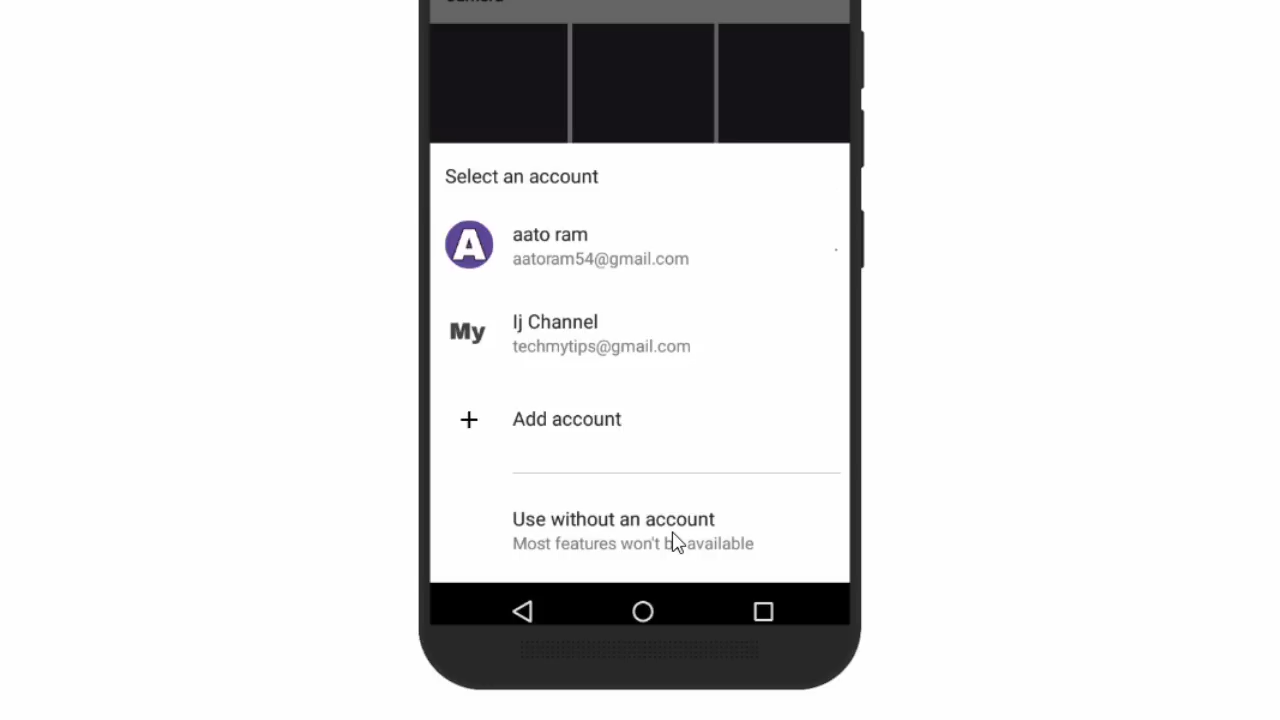 Select an account
A
aato ram
aatoram54@gmail.com
My
Ij Channel
techmytips@gmail.com
+
Add account
Use without an account
Most features won't be available